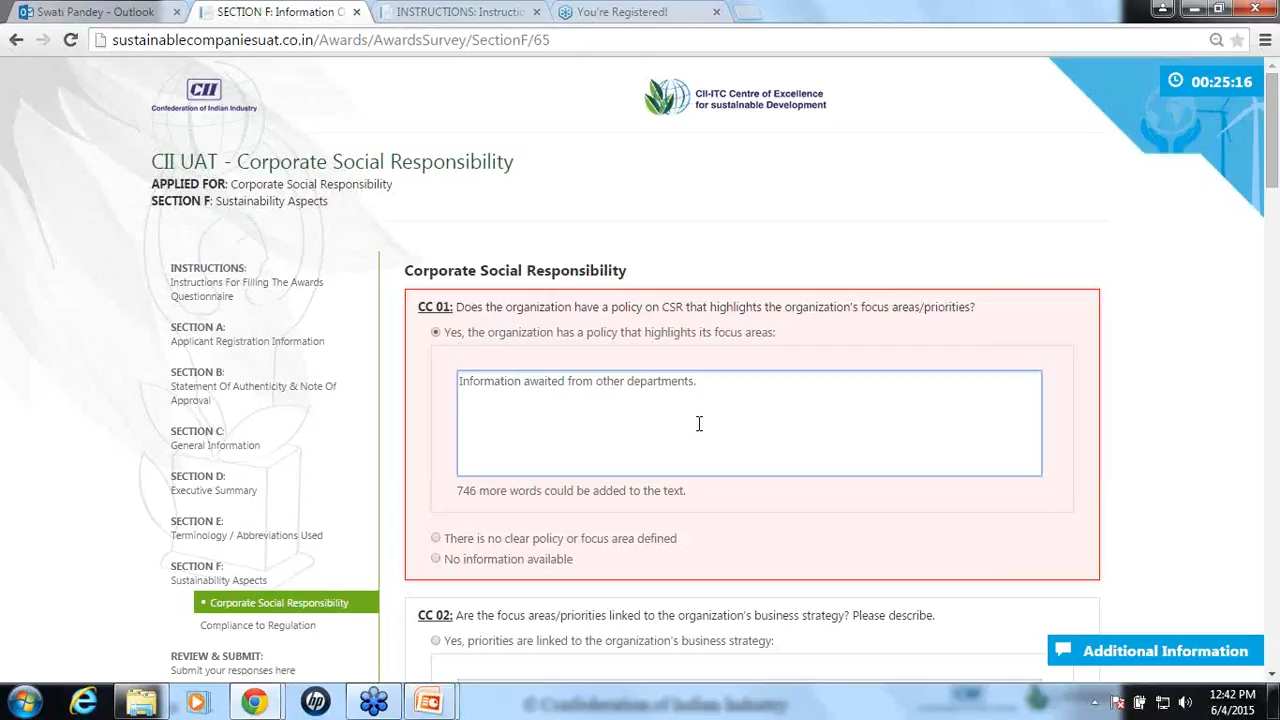 Swati Pandey - Outlook
SECTION F: Information O
INSTRUCTIONS: Instructio
You're Registered!
sustainablecompaniesuat.co.in/Awards/AwardsSurvey/SectionF/65
CII
Confederation of Indian Industry
CII-ITC Centre of Excellence
for sustainable Development
00:25:16
CII UAT - Corporate Social Responsibility
APPLIED FOR: Corporate Social Responsibility
SECTION F: Sustainability Aspects
INSTRUCTIONS:
Instructions For Filling The Awards
Questionnaire
SECTION A:
Applicant Registration Information
SECTION B:
Statement Of Authenticity & Note Of
Approval
SECTION C:
General Information
SECTION D:
Executive Summary
SECTION E:
Terminology / Abbreviations Used
SECTION F:
Sustainability Aspects
Corporate Social Responsibility
Compliance to Regulation
REVIEW & SUBMIT:
Submit your responses here
Corporate Social Responsibility
CC 01: Does the organization have a policy on CSR that highlights the organization's focus areas/priorities?
Yes, the organization has a policy that highlights its focus areas:
Information awaited from other departments.
746 more words could be added to the text.
There is no clear policy or focus area defined
No information available
CC 02: Are the focus areas/priorities linked to the organization's business strategy? Please describe.
Yes, priorities are linked to the organization's business strategy:
Additional Information
12:42 PM
6/4/2015